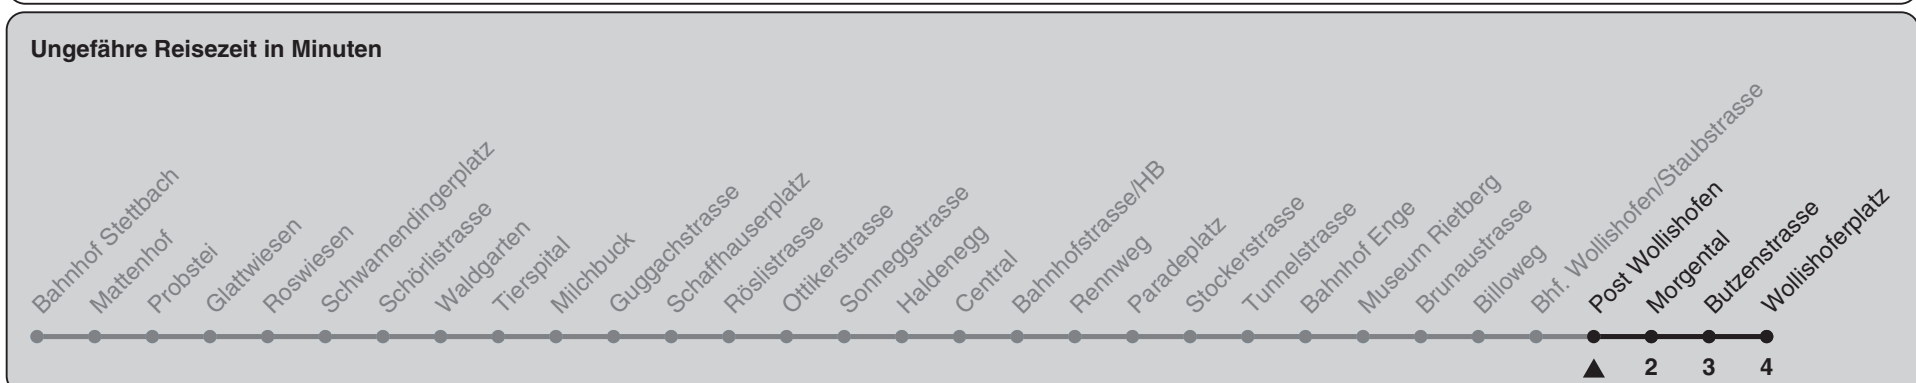 Ungefähre Reisezeit in Minuten
Bahnhof Stettbach
Mattenhof
Probstei
Glattwiesen
Roswiesen
Schwamendingerplatz
Schörlistrasse
Waldgarten
Tierspital
Milchbuck
Guggachstrasse
Schaffhauserplatz
Röslistrasse
Ottikerstrasse
Sonneggstrasse
Haldenegg
Central
Bahnhofstrasse/HB
Rennweg
Paradeplatz
Stockerstrasse
Tunnelstrasse
Bahnhof Enge
Museum Rietberg
Brunaustrasse
Billoweg
Bhf. Wollishofen/Staubstrasse
Post Wollishofen
Morgental
Butzenstrasse
Wollishoferplatz
2 3 4